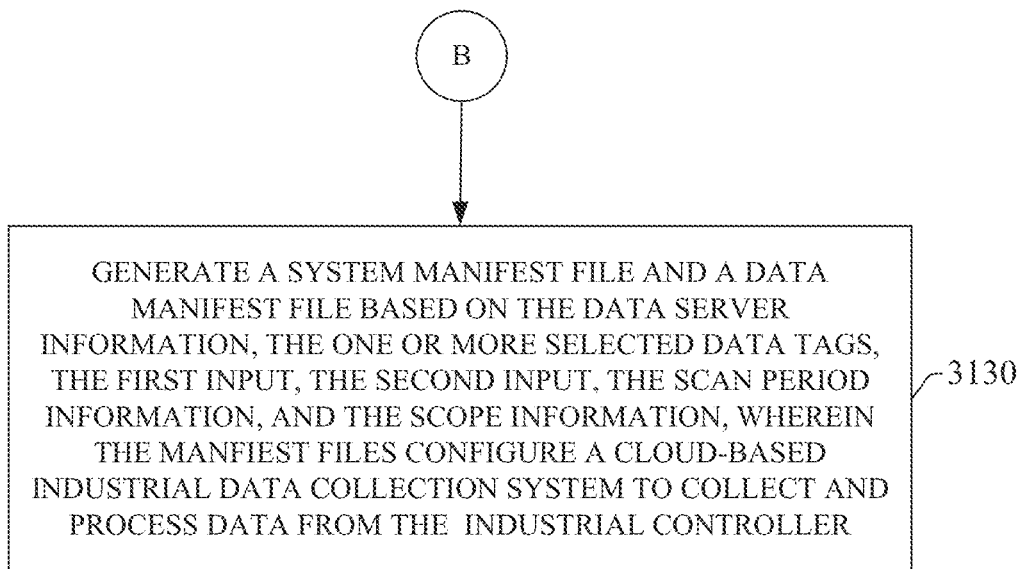 B
GENERATE A SYSTEM MANIFEST FILE AND A DATA
MANIFEST FILE BASED ON THE DATA SERVER
INFORMATION, THE ONE OR MORE SELECTED DATA TAGS,
THE FIRST INPUT, THE SECOND INPUT, THE SCAN PERIOD
INFORMATION, AND THE SCOPE INFORMATION, WHEREIN
THE MANFIEST FILES CONFIGURE A CLOUD-BASED
INDUSTRIAL DATA COLLECTION SYSTEM TO COLLECT AND
PROCESS DATA FROM THE INDUSTRIAL CONTROLLER
3130